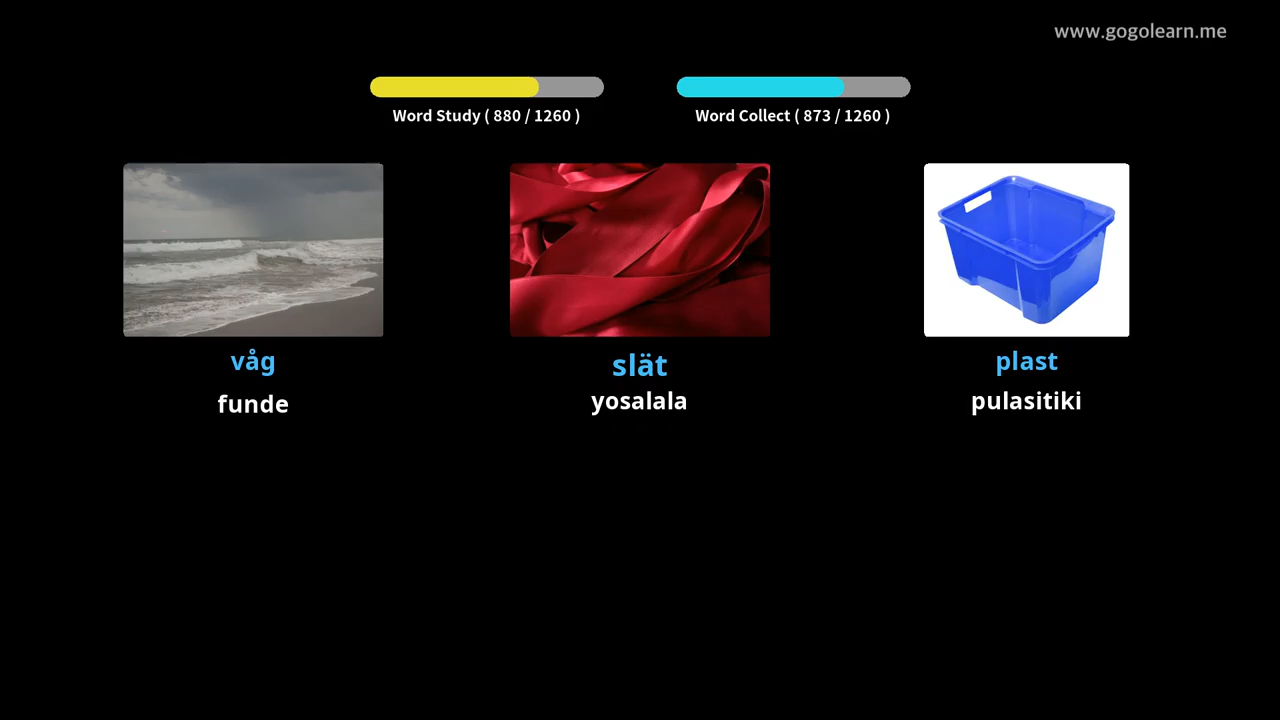 www.gogolearn.me
Word Study ( 880 / 1260 )
Word Collect ( 873 / 1260 )
våg
slät
plast
funde
yosalala
pulasitiki